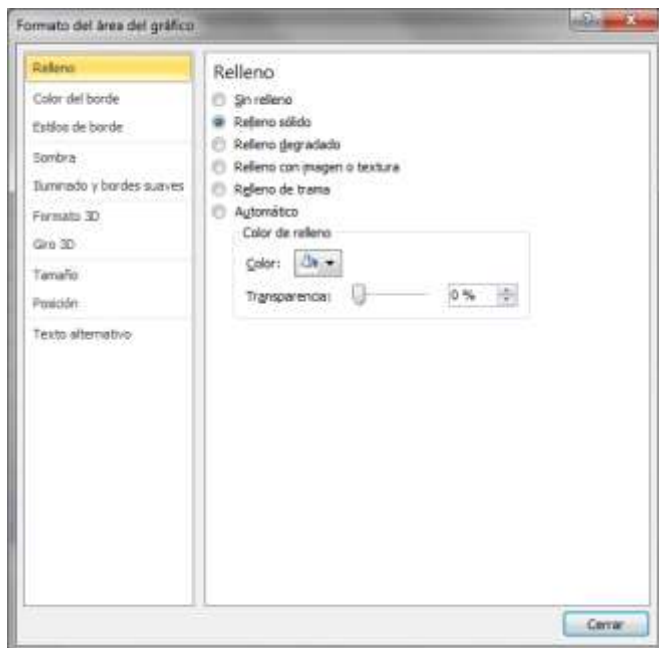 Formato del área del gráfico
Relleno
Color del borde
Estilos de borde
Sombra
Iluminado y bordes suaves
Formato 3D
Giro 3D
Tamaño
Posición
Texto alternativo
Relleno
Sin relleno
Relleno sólido
Relleno degradado
Relleno con imagen o textura
Relleno de trama
Automático
Color de relleno
Color:
Transparencia: 0 %
Cerrar